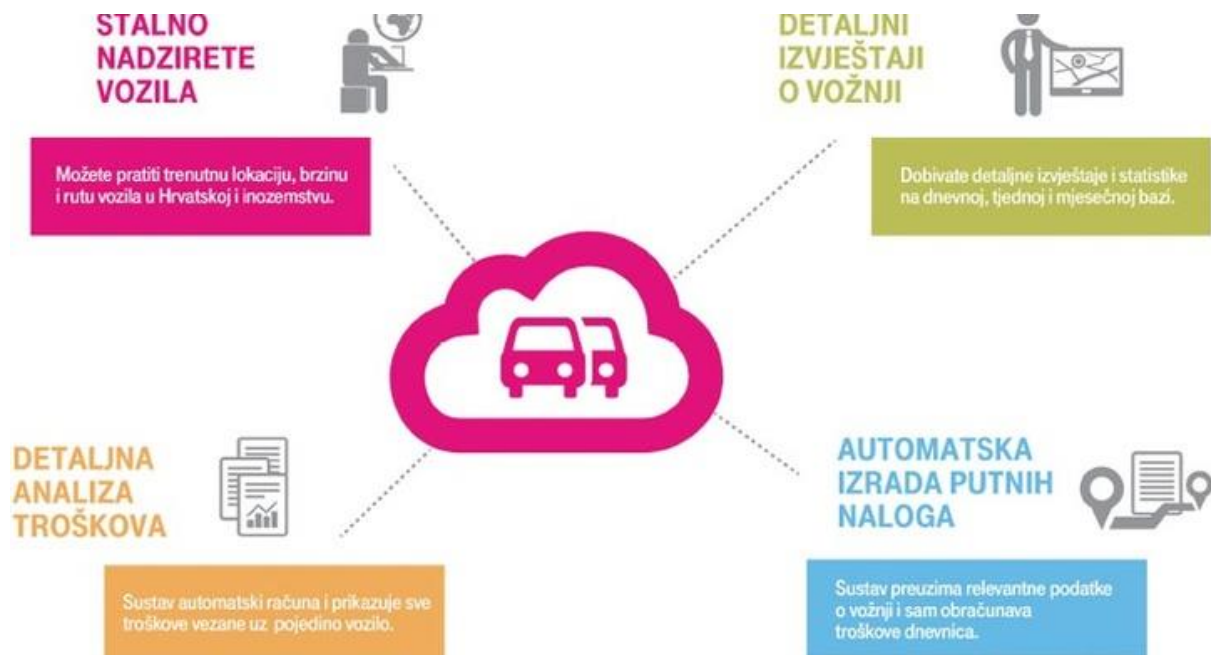 STALNO
NADZIRETE
VOZILA
Možete pratiti trenutnu lokaciju, brzinu
i rutu vozila u Hrvatskoj i inozemstvu.
DETALJNI
IZVJEŠTAJI
O VOŽNJI
Dobivate detaljne izvještaje i statistike
na dnevnoj, tjednoj i mjesečnoj bazi.
DETALJNA
ANALIZA
TROŠKOVA
Sustav automatski računa i prikazuje sve
troškove vezane uz pojedino vozilo.
AUTOMATSKA
IZRADA PUTNIH
NALOGA
Sustav preuzima relevantne podatke
o vožnji i sam obračunava
troškove dnevnica.